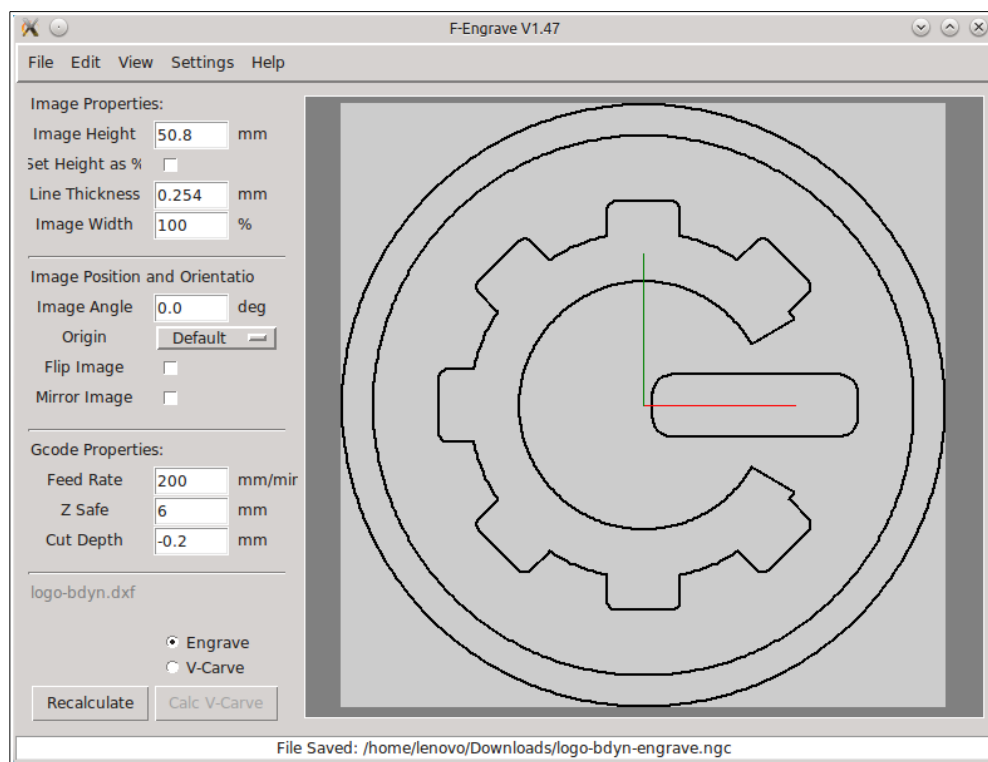 F-Engrave V1.47
File Edit View Settings Help
Image Properties:
Image Height 50.8 mm
Set Height as %
Line Thickness 0.254 mm
Image Width 100 %
Image Position and Orientatio
Image Angle 0.0 deg
Origin Default
Flip Image
Mirror Image
Gcode Properties:
Feed Rate 200 mm/mir
Z Safe 6 mm
Cut Depth -0.2 mm
logo-bdyn.dxf
Engrave
V-Carve
Recalculate Calc V-Carve
File Saved: /home/lenovo/Downloads/logo-bdyn-engrave.ngc